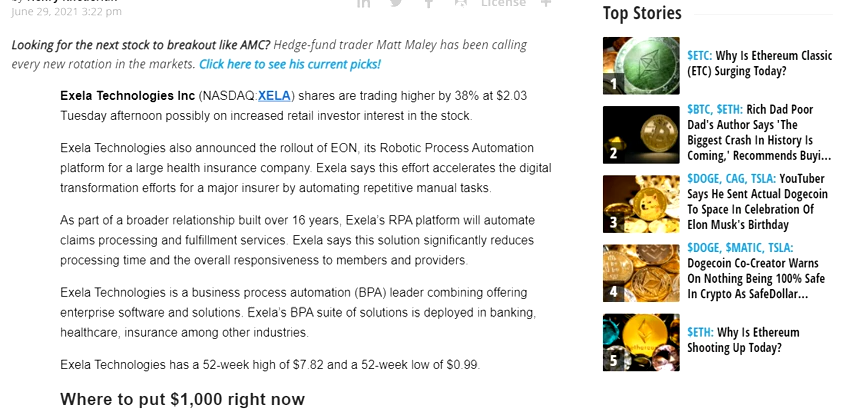 June 29, 2021 3:22 pm
License
Looking for the next stock to breakout like AMC? Hedge-fund trader Matt Maley has been calling
every new rotation in the markets. Click here to see his current picks!
Exela Technologies Inc (NASDAQ:XELA) shares are trading higher by 38% at $2.03
Tuesday afternoon possibly on increased retail investor interest in the stock.
Exela Technologies also announced the rollout of EON, its Robotic Process Automation
platform for a large health insurance company. Exela says this effort accelerates the digital
transformation efforts for a major insurer by automating repetitive manual tasks.
As part of a broader relationship built over 16 years, Exela's RPA platform will automate
claims processing and fulfillment services. Exela says this solution significantly reduces
processing time and the overall responsiveness to members and providers.
Exela Technologies is a business process automation (BPA) leader combining offering
enterprise software and solutions. Exela's BPA suite of solutions is deployed in banking,
healthcare, insurance among other industries.
Exela Technologies has a 52-week high of $7.82 and a 52-week low of $0.99.
Where to put $1,000 right now
Top Stories
1
$ETC: Why Is Ethereum Classic
(ETC) Surging Today?
2
$BTC, $ETH: Rich Dad Poor
Dad's Author Says 'The
Biggest Crash In History Is
Coming,' Recommends Buyi...
3
$DOGE, CAG, TSLA: YouTuber
Says He Sent Actual Dogecoin
To Space In Celebration Of
Elon Musk's Birthday
4
$DOGE, $MATIC, TSLA:
Dogecoin Co-Creator Warns
On Nothing Being 100% Safe
In Crypto As SafeDollar...
5
$ETH: Why Is Ethereum
Shooting Up Today?